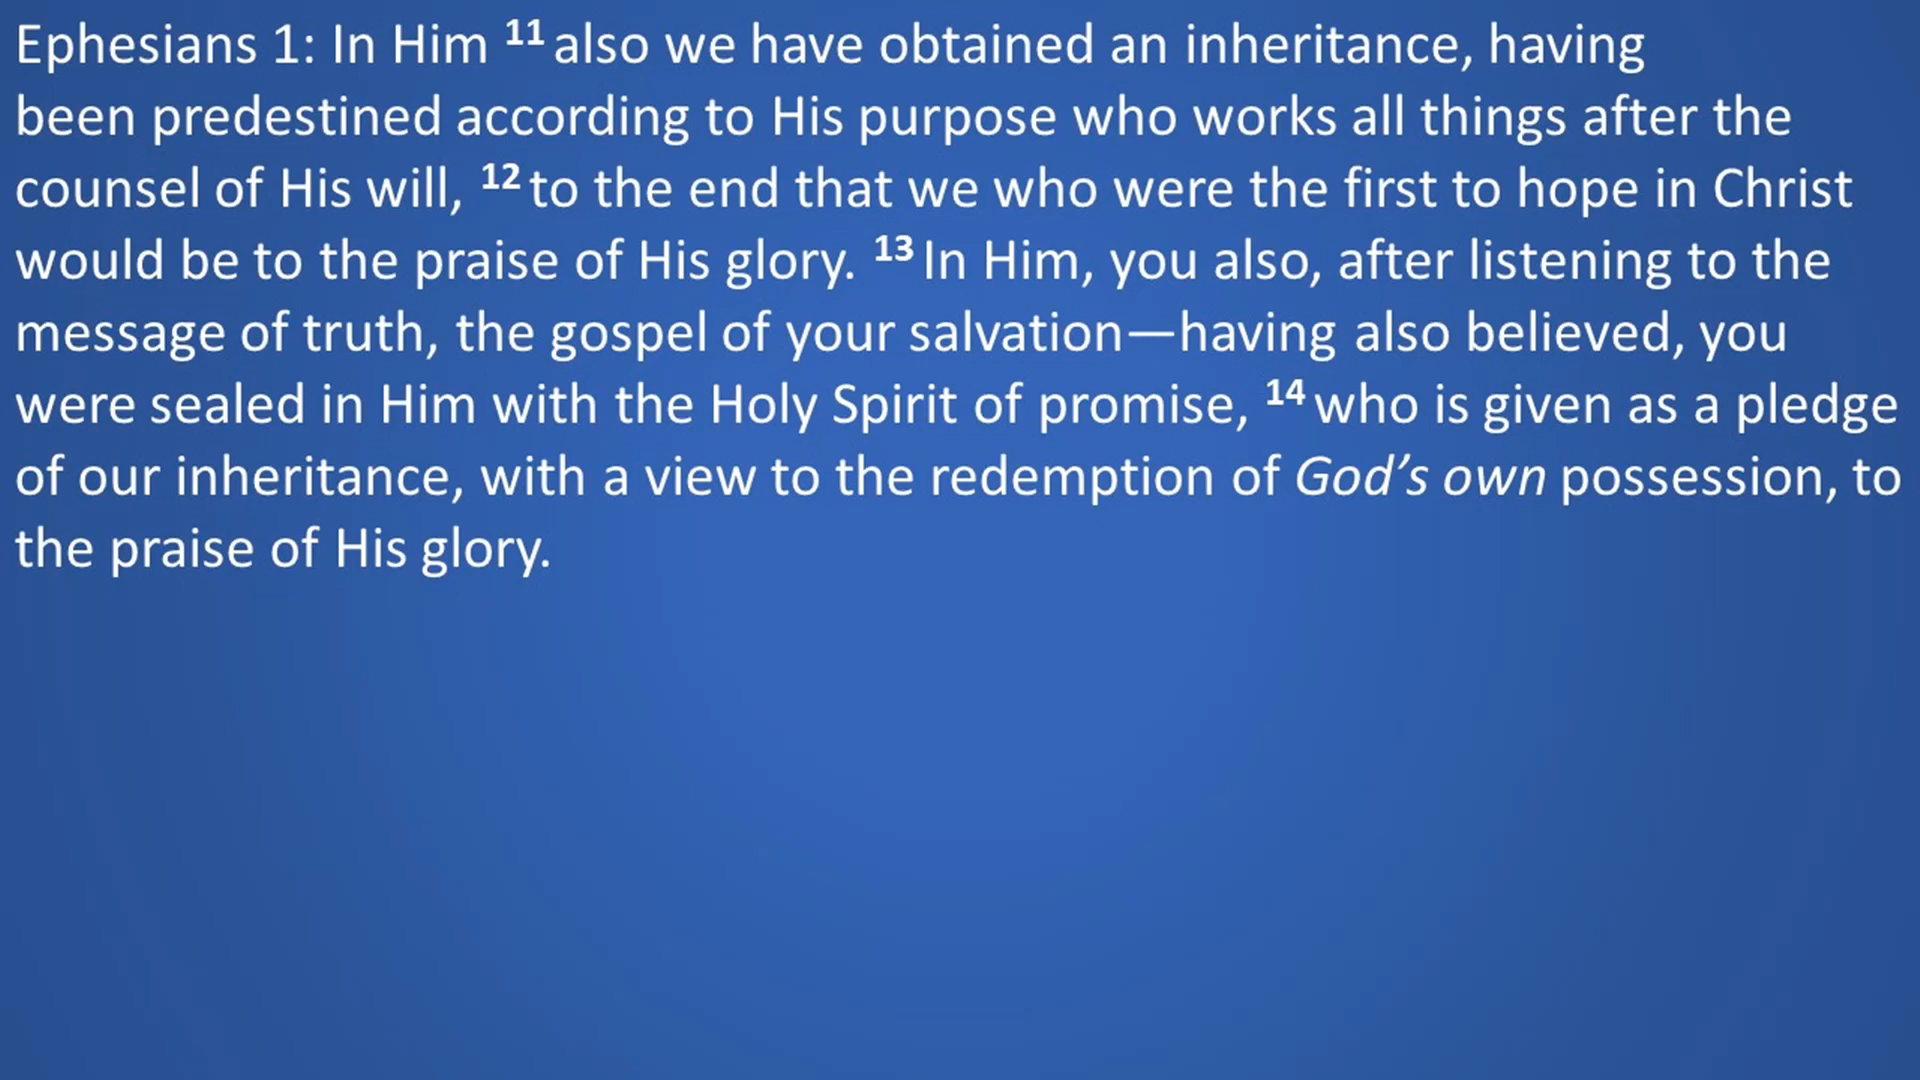 Ephesians 1: In Him 11 also we have obtained an inheritance, having
been predestined according to His purpose who works all things after the
counsel of His will, 12 to the end that we who were the first to hope in Christ
would be to the praise of His glory. 13 In Him, you also, after listening to the
message of truth, the gospel of your salvation—having also believed, you
were sealed in Him with the Holy Spirit of promise, 14 who is given as a pledge
of our inheritance, with a view to the redemption of God’s own possession, to
the praise of His glory.